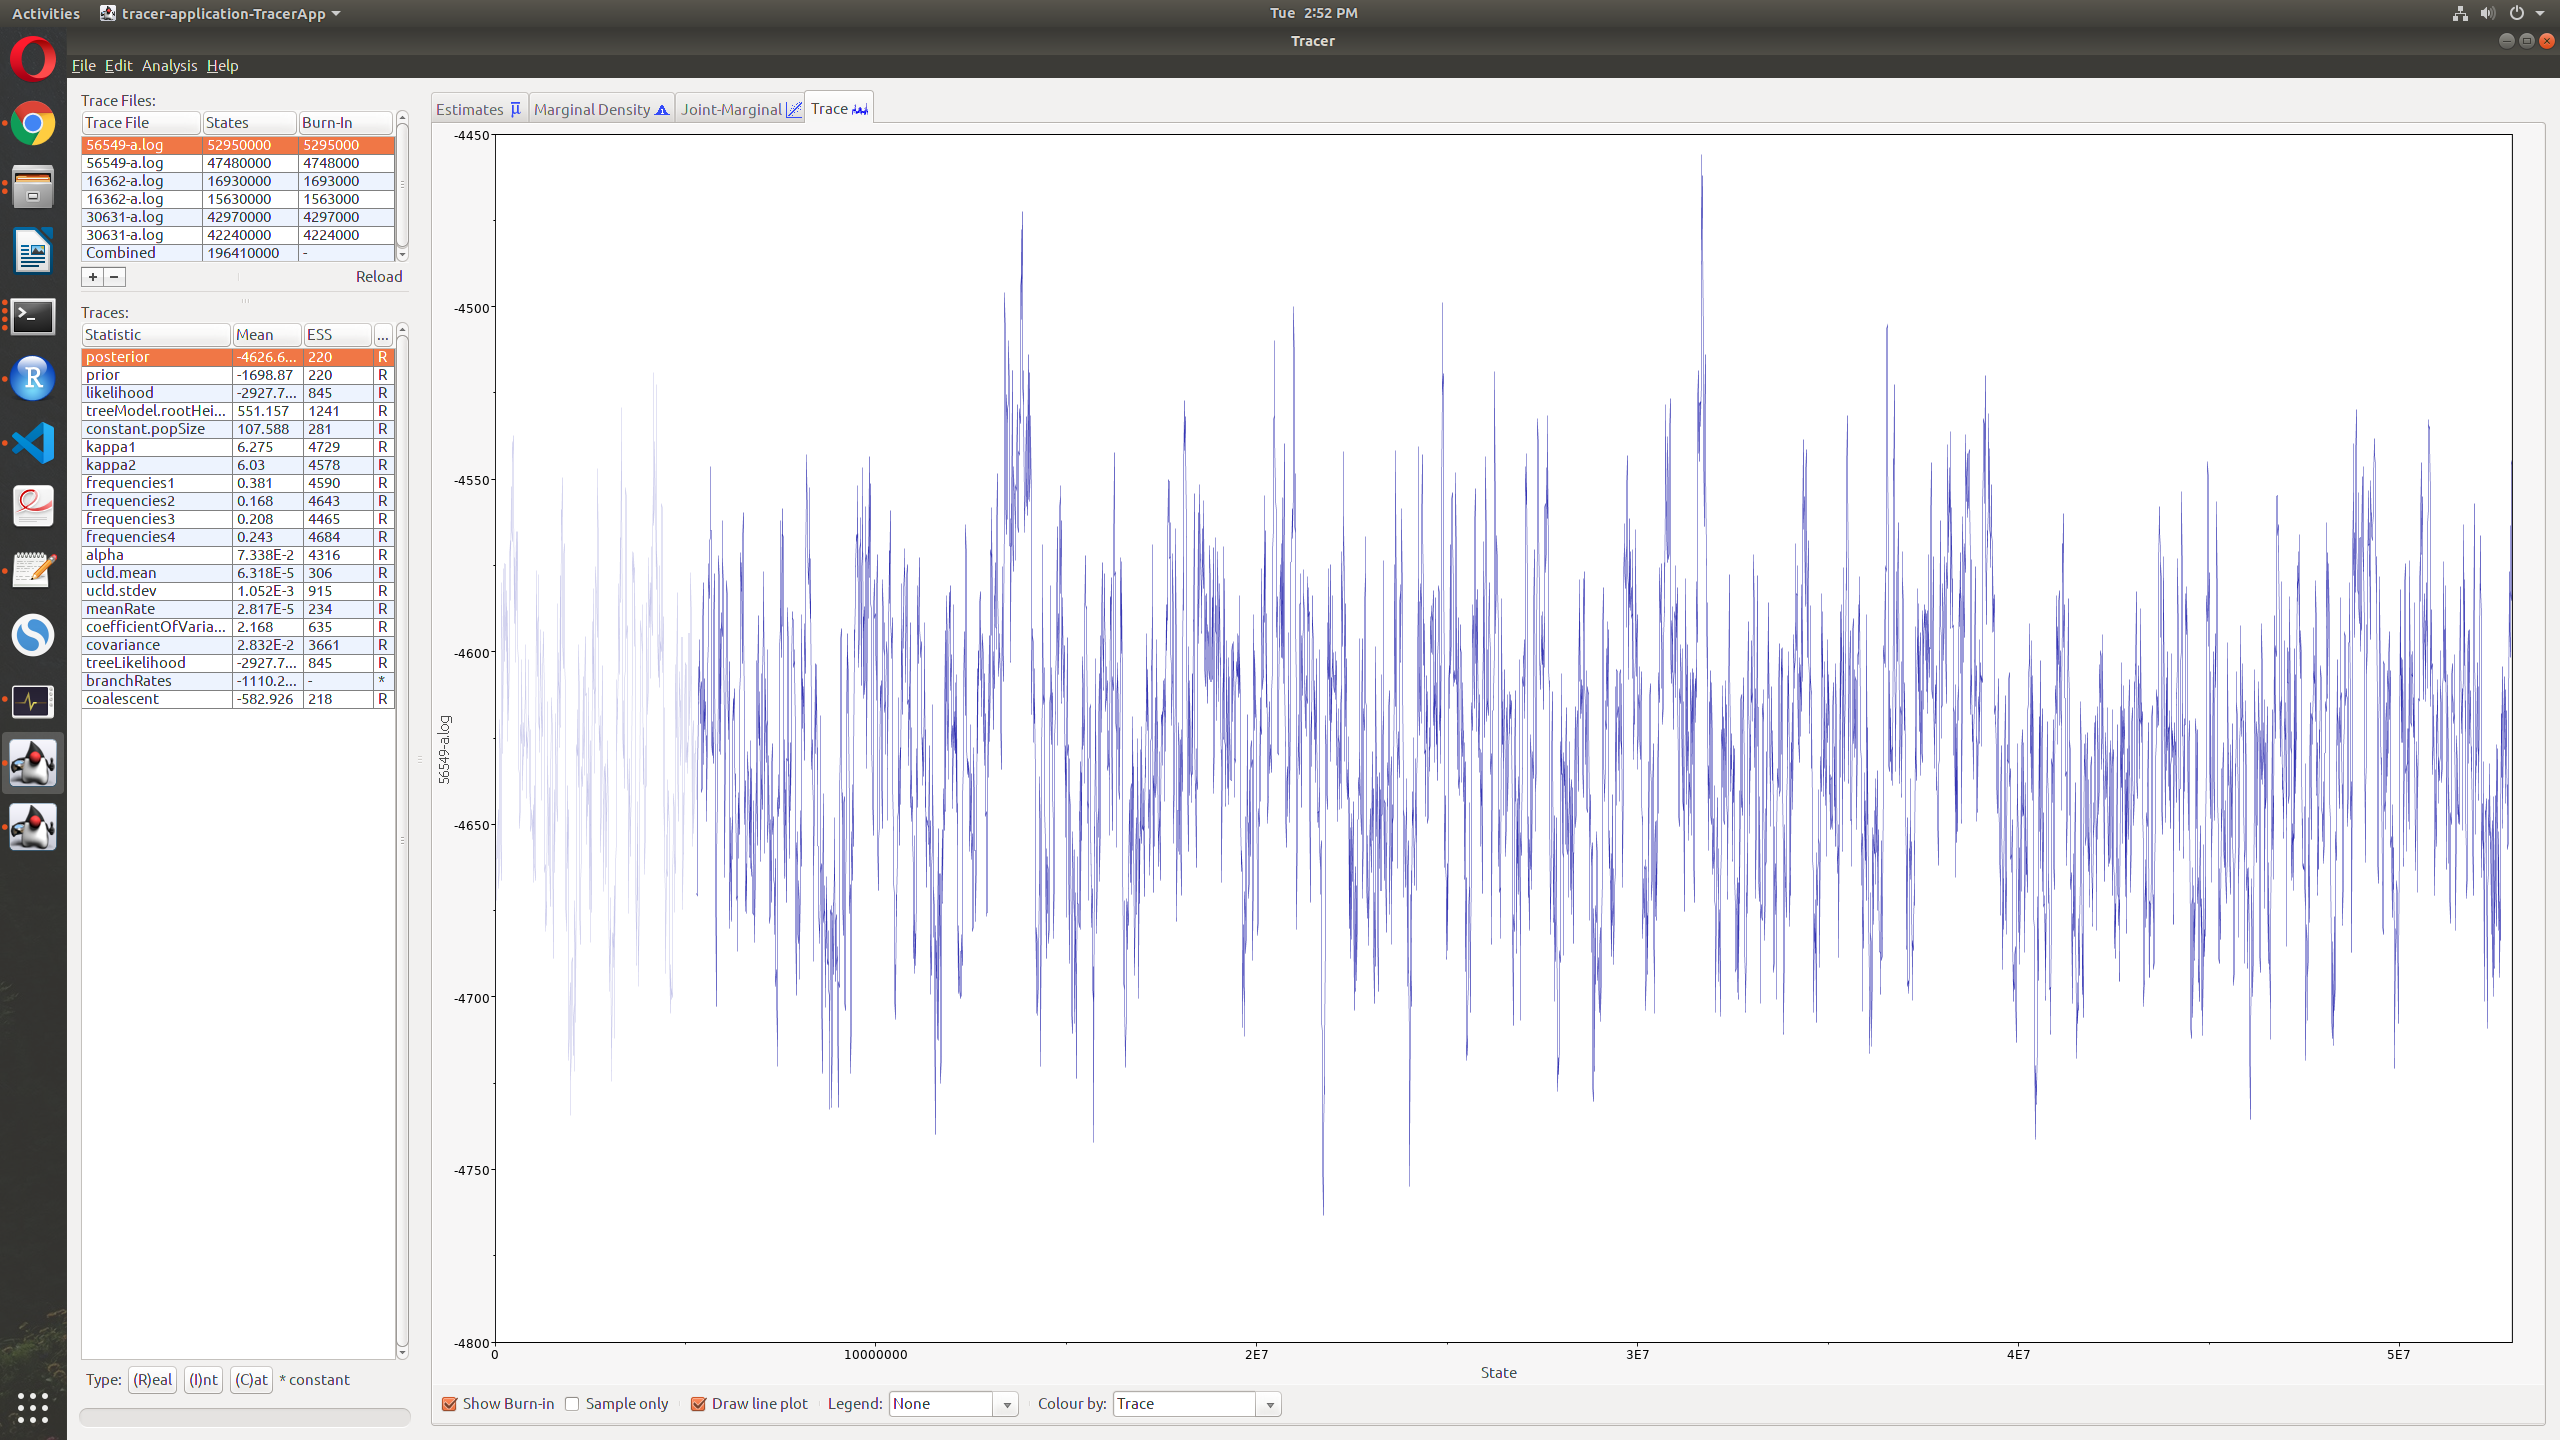 Activities tracer-application-TracerApp Tue 2:52 PM
Tracer
File Edit Analysis Help
Trace Files:
Trace File States Burn-In
56549-a.log 52950000 5295000
56549-a.log 47480000 4748000
16362-a.log 16930000 1693000
16362-a.log 15630000 1563000
30631-a.log 42970000 4297000
30631-a.log 42240000 4224000
Combined 196410000 -
+ - Reload
Traces:
Statistic Mean ESS ...
posterior -4626.6... 220 R
prior -1698.87 220 R
likelihood -2927.7... 845 R
treeModel.rootHei... 551.157 1241 R
constant.popSize 107.588 281 R
kappa1 6.275 4729 R
kappa2 6.03 4578 R
frequencies1 0.381 4590 R
frequencies2 0.168 4643 R
frequencies3 0.208 4465 R
frequencies4 0.243 4684 R
alpha 7.338E-2 4316 R
ucld.mean 6.318E-5 306 R
ucld.stdev 1.052E-3 915 R
meanRate 2.817E-5 234 R
coefficientOfVaria... 2.168 635 R
covariance 2.832E-2 3661 R
treeLikelihood -2927.7... 845 R
branchRates -1110.2... - *
coalescent -582.926 218 R
Type: (R)eal (I)nt (C)at * constant
Estimates μ Marginal Density Joint-Marginal Trace
-4450
-4500
-4550
-4600
-4650
-4700
-4750
-4800
56549-a.log
0 10000000 2E7 3E7 4E7 5E7
State
Show Burn-in Sample only Draw line plot Legend: None Colour by: Trace